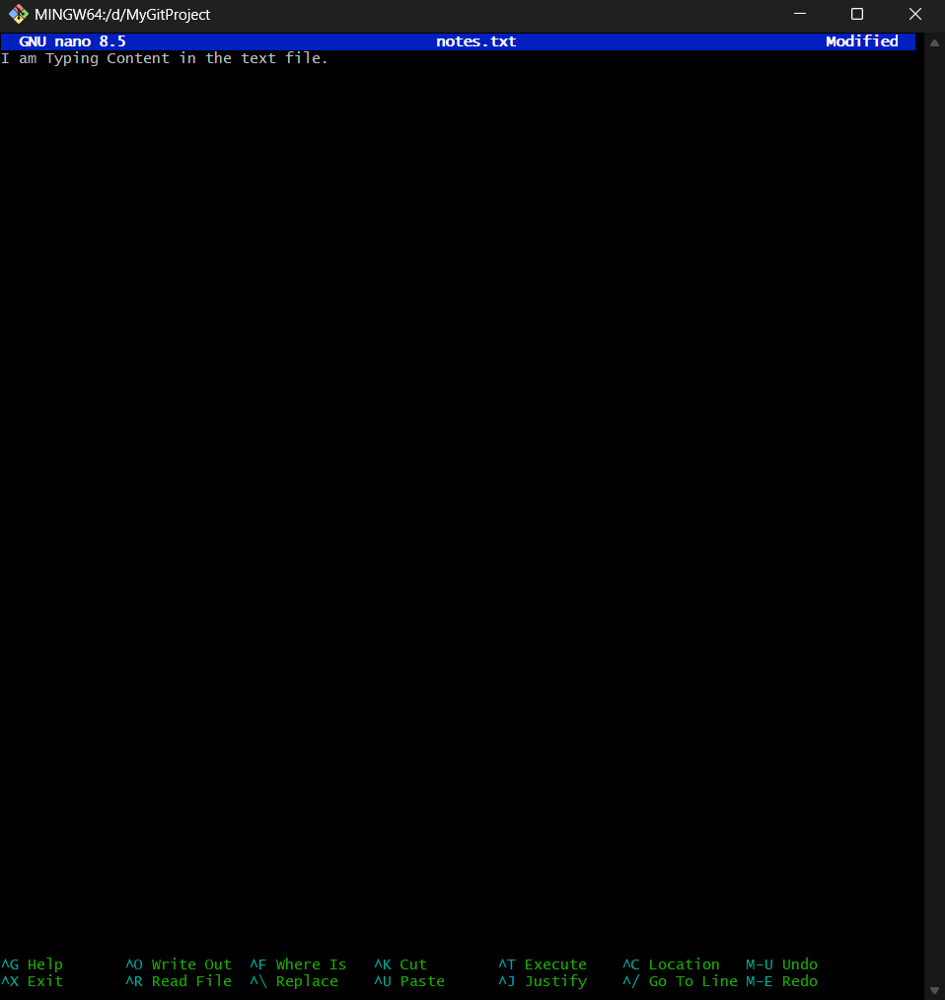 MINGW64:/d/MyGitProject
GNU nano 8.5 notes.txt Modified
I am Typing Content in the text file.
^G Help ^O Write Out ^F Where Is ^K Cut ^T Execute ^C Location M-U Undo
^X Exit ^R Read File ^\ Replace ^U Paste ^J Justify ^/ Go To Line M-E Redo